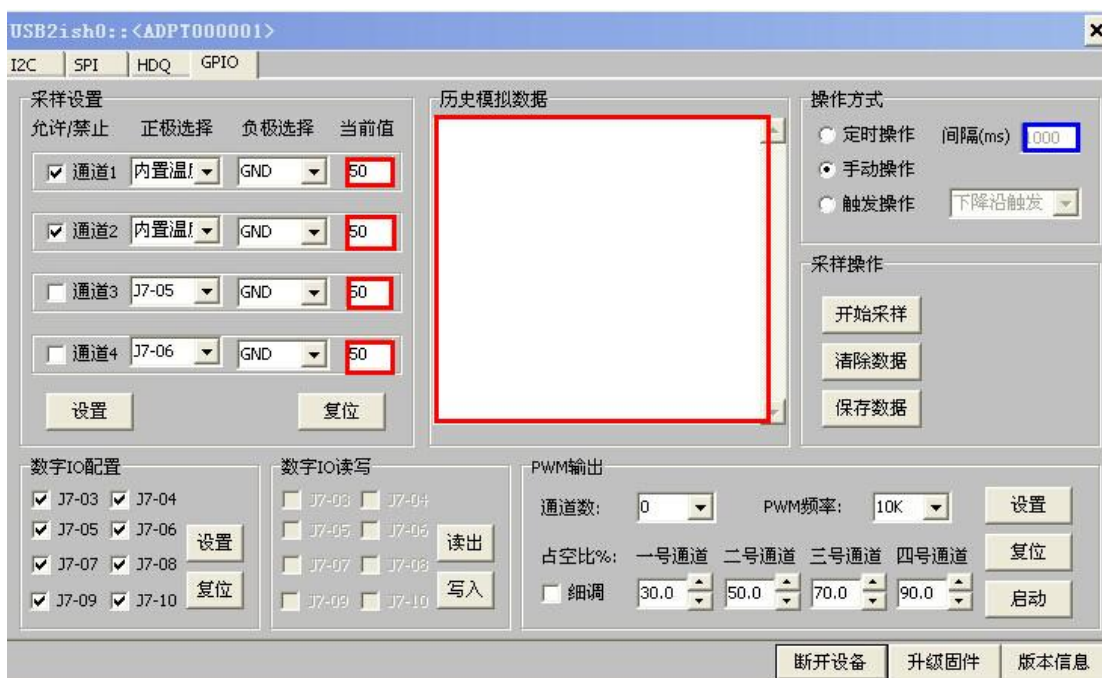 USB2ish0::<ADPT000001>
I2C SPI HDQ GPIO
采样设置
允许/禁止 正极选择 负极选择 当前值
通道1 内置温 GND 50
通道2 内置温 GND 50
通道3 J7-05 GND 50
通道4 J7-06 GND 50
设置 复位
历史模拟数据
操作方式
定时操作 间隔(ms) 1000
手动操作
触发操作 下降沿触发
采样操作
开始采样
清除数据
保存数据
数字IO配置
J7-03 J7-04
J7-05 J7-06
J7-07 J7-08
J7-09 J7-10
设置
复位
数字IO读写
J7-03 J7-04
J7-05 J7-06
J7-07 J7-08
J7-09 J7-10
读出
写入
PWM输出
通道数: 0 PWM频率: 10K 设置
占空比%: 一号通道 二号通道 三号通道 四号通道 复位
细调 30.0 50.0 70.0 90.0 启动
断开设备 升级固件 版本信息